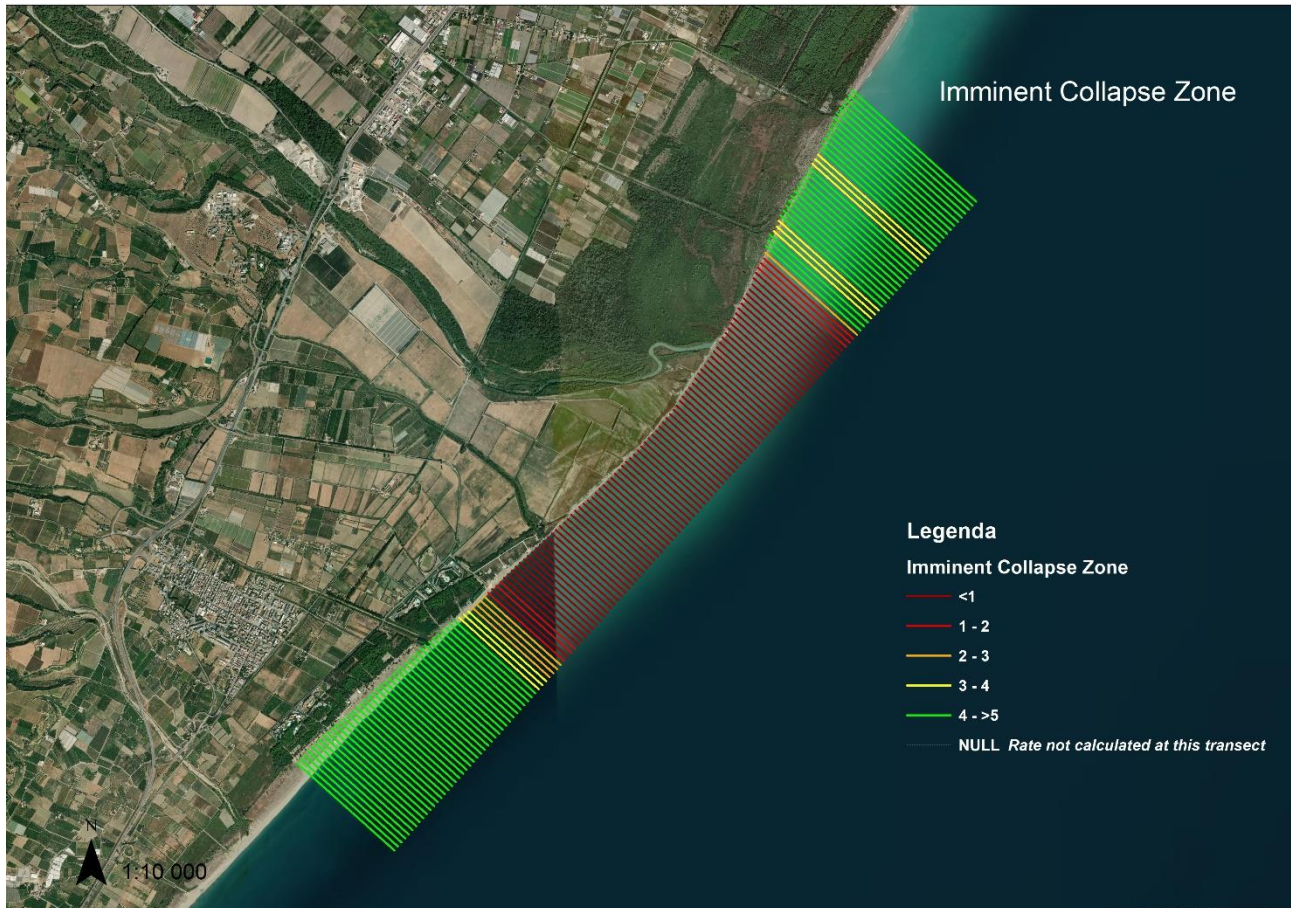 Imminent Collapse Zone
Legenda
Imminent Collapse Zone
<1
1 - 2
2 - 3
3 - 4
4 - >5
NULL Rate not calculated at this transect
N
1:10 000